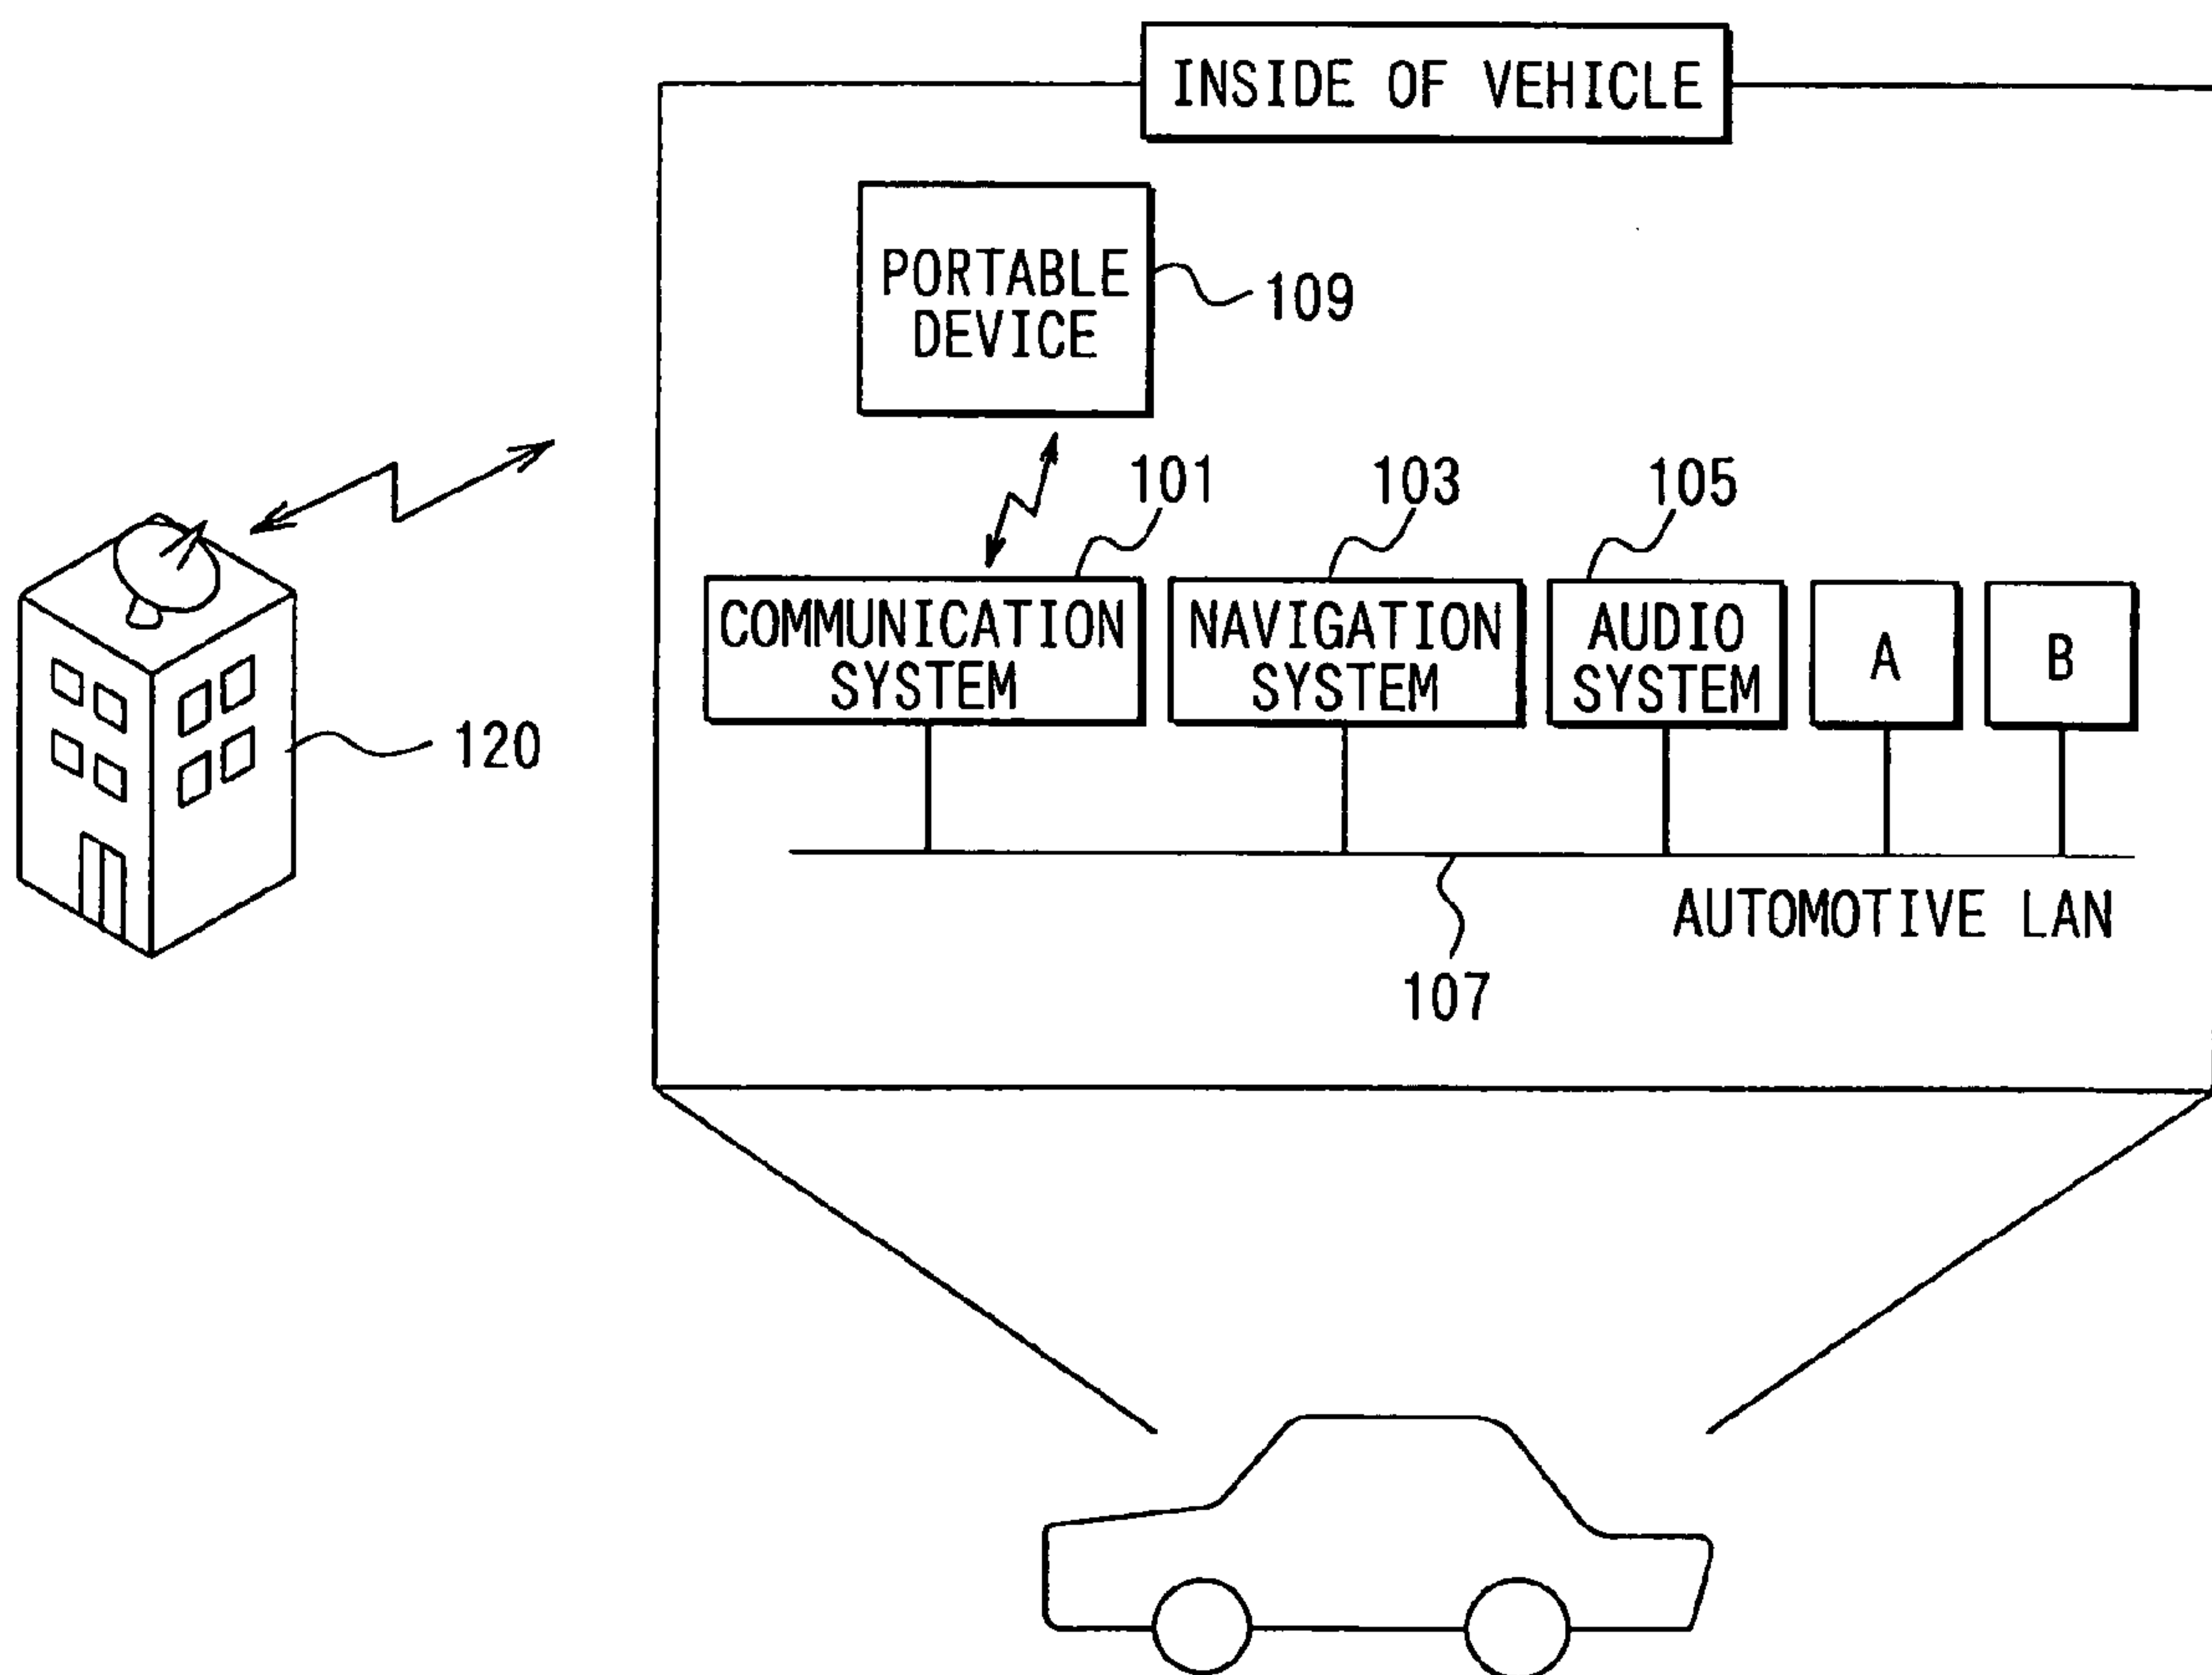 INSIDE OF VEHICLE
PORTABLE
DEVICE
109
101
103
105
COMMUNICATION
SYSTEM
NAVIGATION
SYSTEM
AUDIO
SYSTEM
A
B
120
AUTOMOTIVE LAN
107